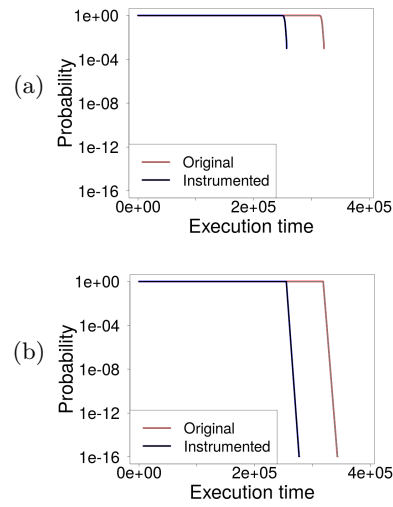 (a)
Probability
1e+00
1e-04
1e-08
1e-12
1e-16
Original
Instrumented
0e+00
2e+05
4e+05
Execution time
(b)
Probability
1e+00
1e-04
1e-08
1e-12
1e-16
Original
Instrumented
0e+00
2e+05
4e+05
Execution time